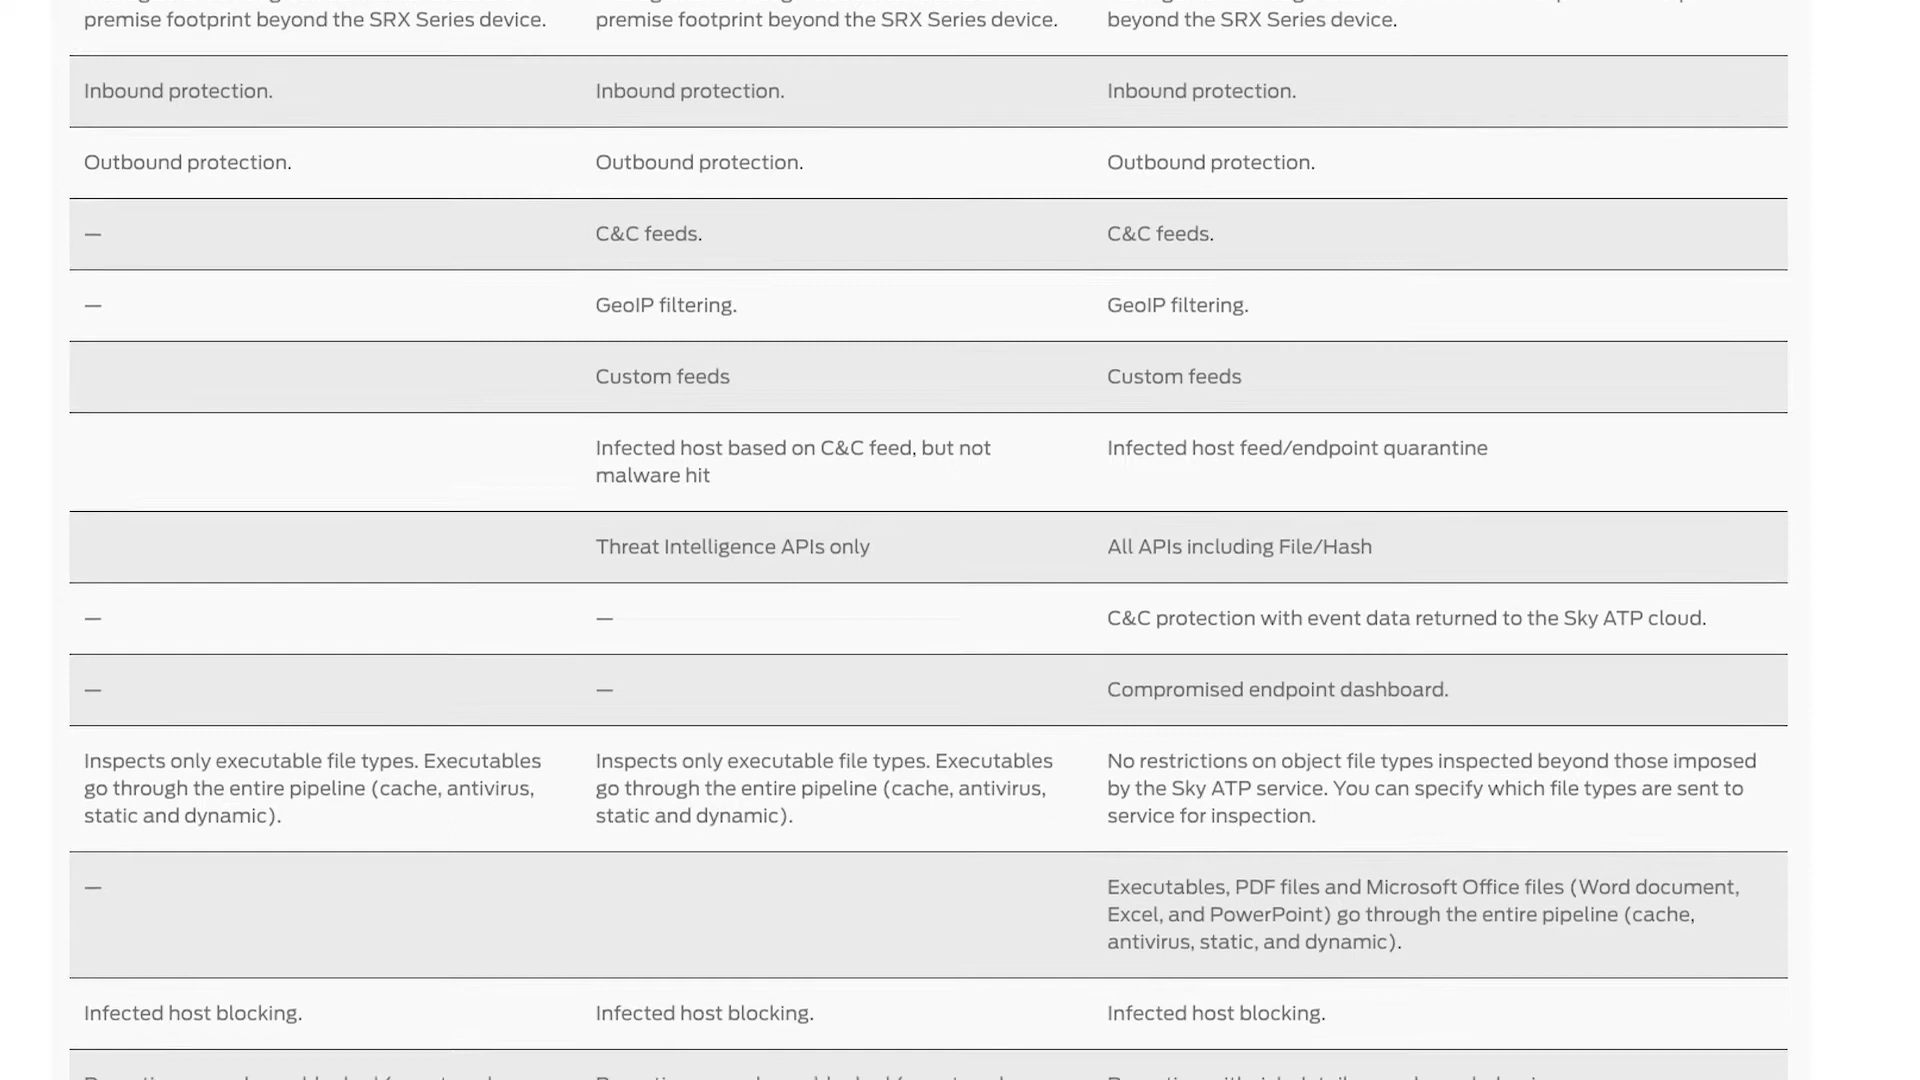 premise footprint beyond the SRX Series device.
premise footprint beyond the SRX Series device.
beyond the SRX Series device.
Inbound protection.
Inbound protection.
Inbound protection.
Outbound protection.
Outbound protection.
Outbound protection.
—
C&C feeds.
C&C feeds.
—
GeoIP filtering.
GeoIP filtering.
Custom feeds
Custom feeds
Infected host based on C&C feed, but not
malware hit
Infected host feed/endpoint quarantine
Threat Intelligence APIs only
All APIs including File/Hash
—
—
C&C protection with event data returned to the Sky ATP cloud.
—
—
Compromised endpoint dashboard.
Inspects only executable file types. Executables
go through the entire pipeline (cache, antivirus,
static and dynamic).
Inspects only executable file types. Executables
go through the entire pipeline (cache, antivirus,
static and dynamic).
No restrictions on object file types inspected beyond those imposed
by the Sky ATP service. You can specify which file types are sent to
service for inspection.
—
Executables, PDF files and Microsoft Office files (Word document,
Excel, and PowerPoint) go through the entire pipeline (cache,
antivirus, static, and dynamic).
Infected host blocking.
Infected host blocking.
Infected host blocking.